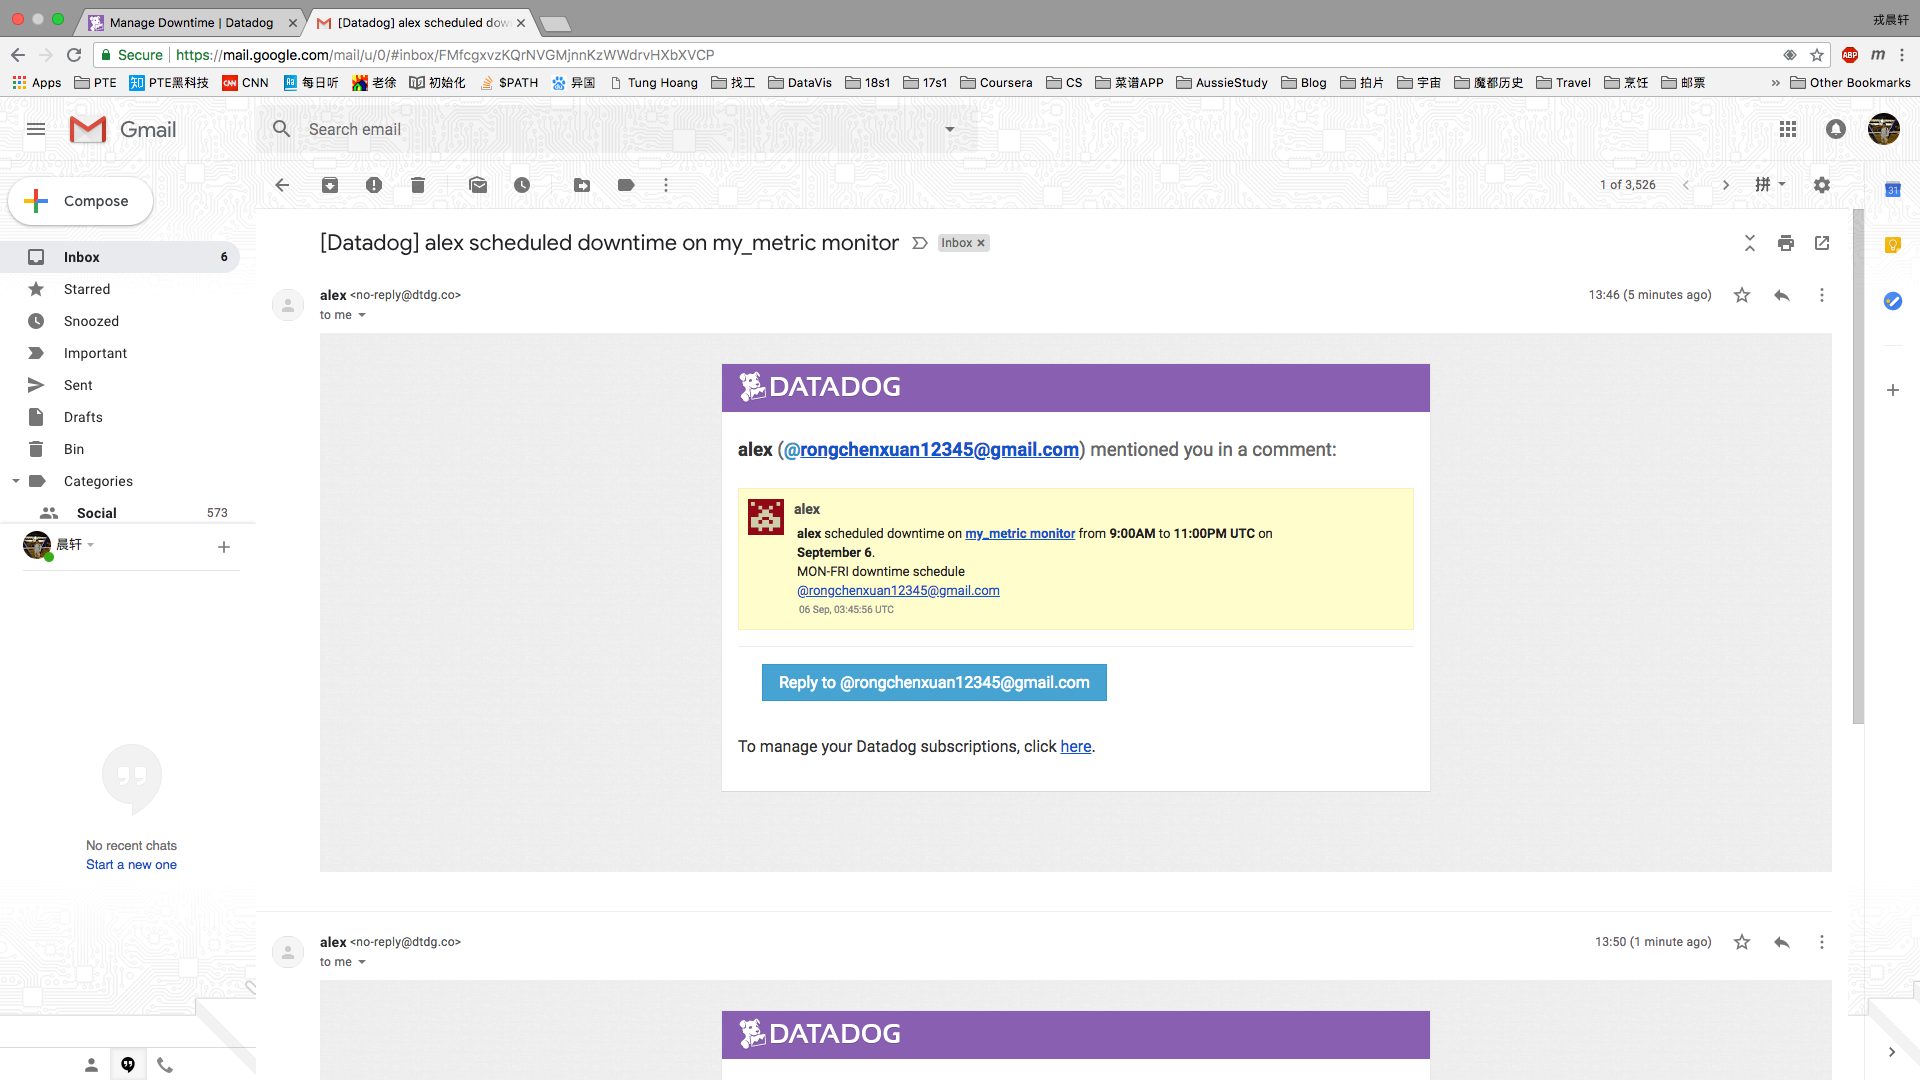 Manage Downtime | Datadog
[Datadog] alex scheduled dow
戎晨轩
Secure
https://mail.google.com/mail/u/0/#inbox/FMfcgxvzKQrNVGMjnnKzWWdrvHXbXVCP
ABP
m
Apps
PTE
知
PTE黑科技
CNN
CNN
每日听
老徐
初始化
$PATH
异国
Tung Hoang
找工
DataVis
18s1
17s1
Coursera
CS
菜谱APP
AussieStudy
Blog
拍片
宇宙
魔都历史
Travel
烹饪
邮票
»
Other Bookmarks
Gmail
Search email
Compose
1 of 3,526
拼
31
Inbox
6
Starred
Snoozed
Important
Sent
Drafts
Bin
Categories
Social
573
晨轩
No recent chats
Start a new one
[Datadog] alex scheduled downtime on my_metric monitor
Inbox ×
alex <no-reply@dtdg.co>
13:46 (5 minutes ago)
to me
DATADOG
alex (@rongchenxuan12345@gmail.com) mentioned you in a comment:
alex
alex scheduled downtime on my_metric monitor from 9:00AM to 11:00PM UTC on
September 6.
MON-FRI downtime schedule
@rongchenxuan12345@gmail.com
06 Sep, 03:45:56 UTC
Reply to @rongchenxuan12345@gmail.com
To manage your Datadog subscriptions, click here.
alex <no-reply@dtdg.co>
13:50 (1 minute ago)
to me
DATADOG